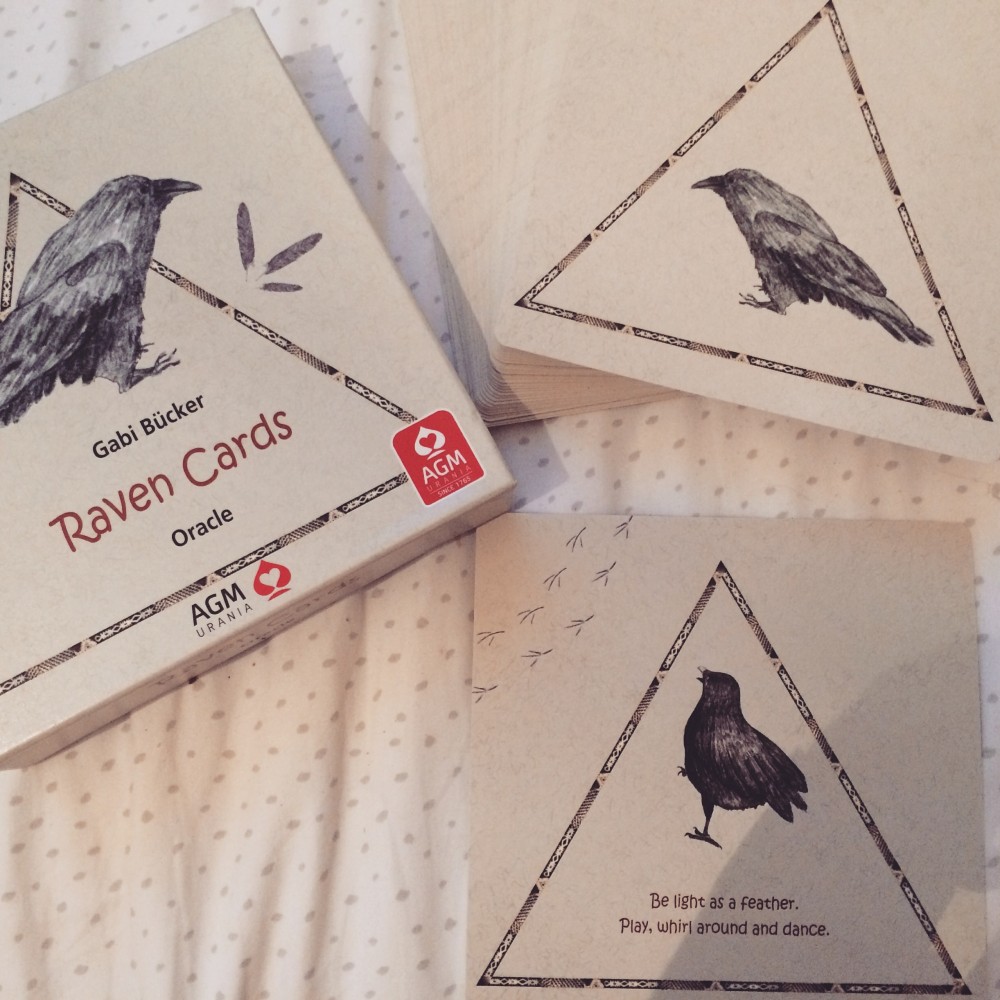 Gabi Bücker
Raven Cards
Oracle
AGM
URANIA
SINCE 1765
AGM
URANIA
Be light as a feather.
Play, whirl around and dance.